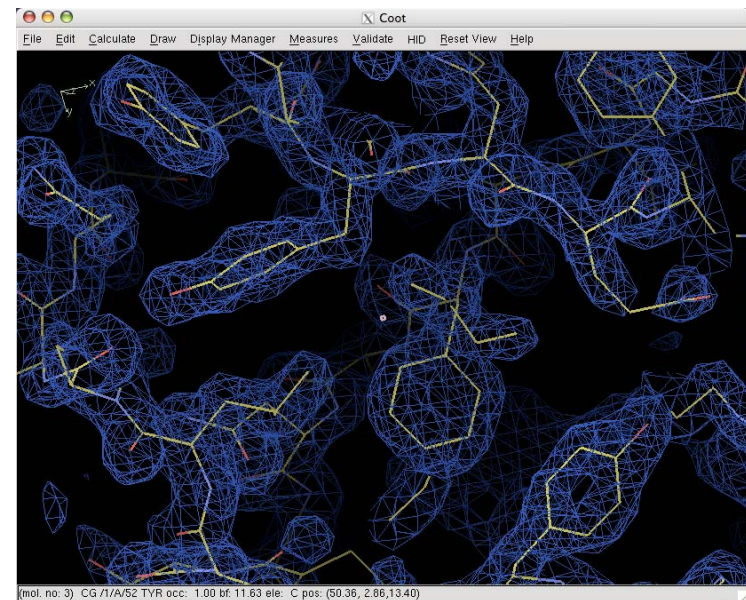 X Coot
File Edit Calculate Draw Display Manager Measures Validate HID Reset View Help
x
y
(mol. no: 3) CG /1/A/52 TYR occ: 1.00 bf: 11.63 ele: C pos: (50.36, 2.86,13.40)